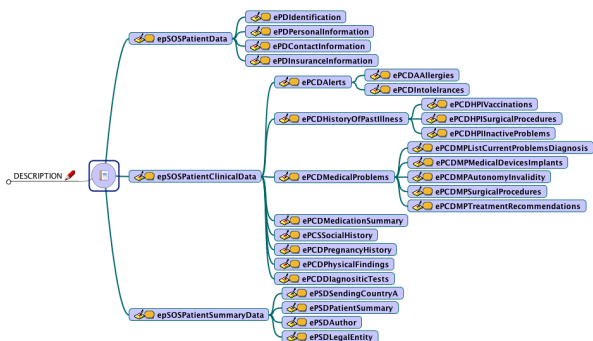 DESCRIPTION
epSOSPatientData
ePDIdentification
ePDPersonalInformation
ePDContactInformation
ePDInsuranceInformation
epSOSPatientClinicalData
ePCDAlerts
ePCDAAllergies
ePCDIntolelrances
ePCDHistoryOfPastIllness
ePCDHPIVaccinations
ePCDHPISurgicalProcedures
ePCDHPIInactiveProblems
ePCDMedicalProblems
ePCDMPListCurrentProblemsDiagnosis
ePCDMPMedicalDevicesImplants
ePCDMPAutonomyInvalidity
ePCDMPSurgicalProcedures
ePCDMPTreatmentRecommendations
ePCDMedicationSummary
ePCSSocialHistory
ePCDPregnancyHistory
ePCDPhysicalFindings
ePCDDIagnositicTests
epSOSPatientSummaryData
ePSDSendingCountryA
ePSDPatientSummary
ePSDAuthor
ePSDLegalEntity